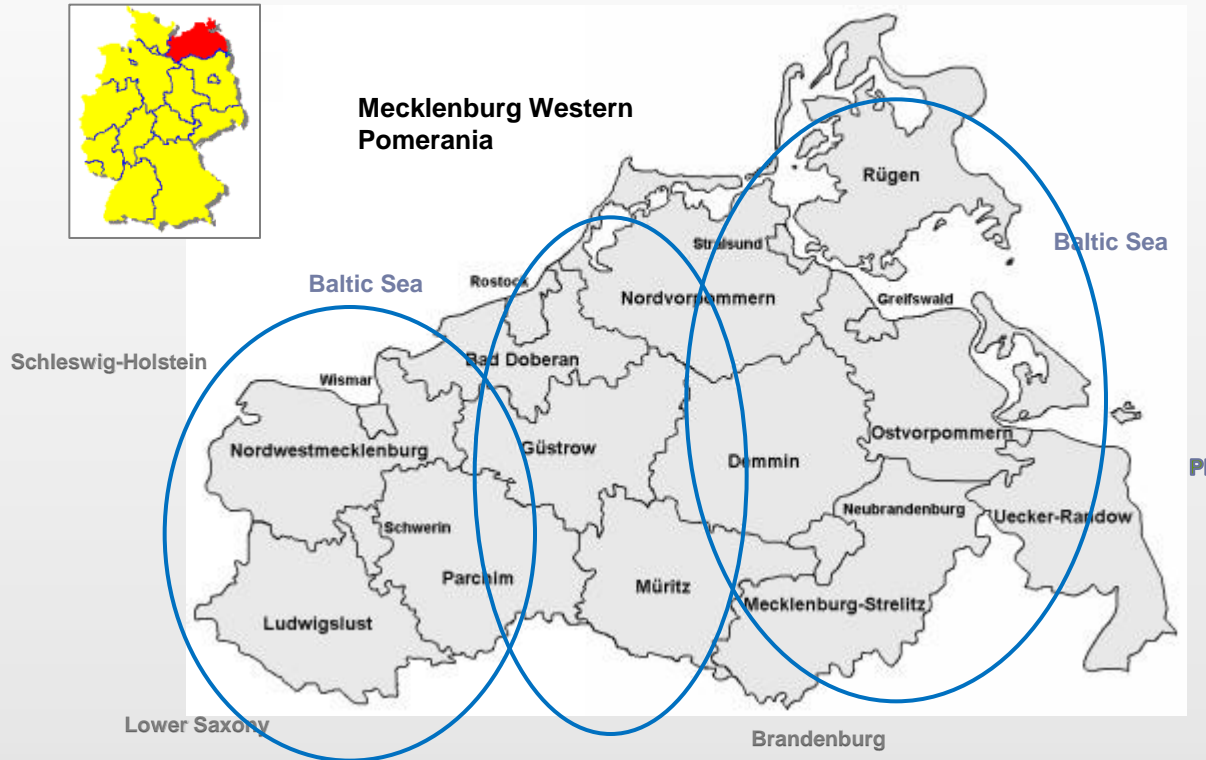 Mecklenburg Western
Pomerania
Rügen
Stralsund
Baltic Sea
Rostock
Baltic Sea
Nordvorpommern
Greifswald
Schleswig-Holstein
Bad Doberan
Wismar
Nordwestmecklenburg
Güstrow
Demmin
Ostvorpommern
Neubrandenburg
Uecker-Randow
Schwerin
Parchim
Müritz
Mecklenburg-Strelitz
Ludwigslust
Lower Saxony
Brandenburg